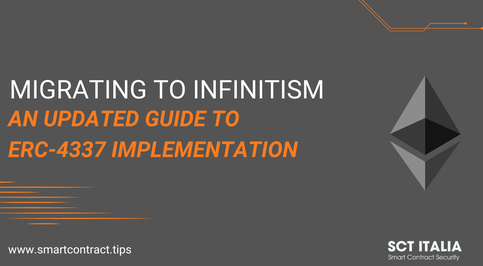 MIGRATING TO INFINITISM
AN UPDATED GUIDE TO
ERC-4337 IMPLEMENTATION
www.smartcontract.tips
SCT ITALIA
Smart Contract Security